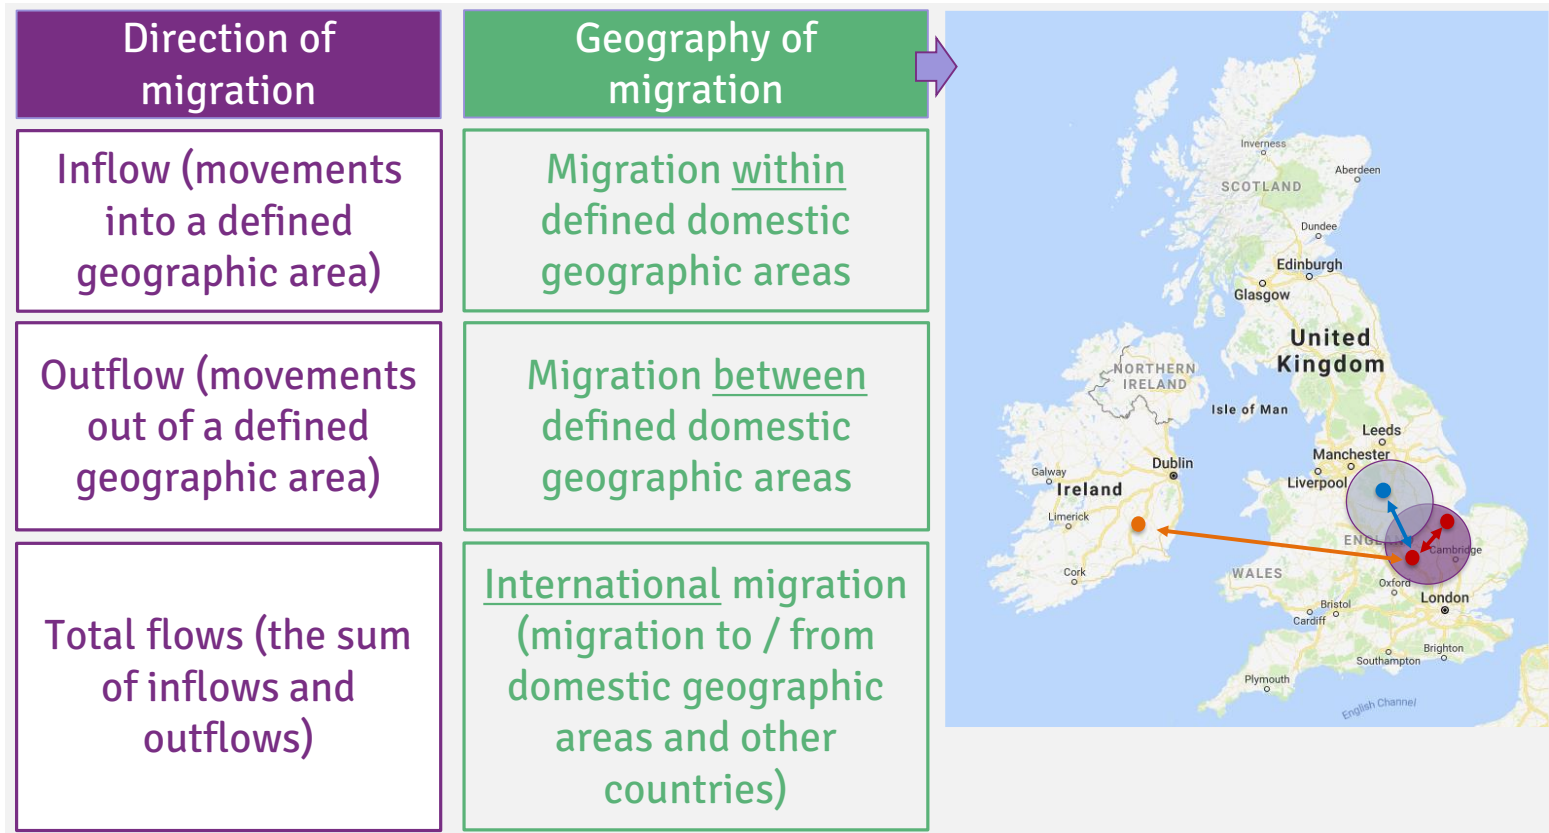 Direction of
migration
Geography of
migration
Inflow (movements
into a defined
geographic area)
Migration within
defined domestic
geographic areas
Outflow (movements
out of a defined
geographic area)
Migration between
defined domestic
geographic areas
Total flows (the sum
of inflows and
outflows)
International migration
(migration to / from
domestic geographic
areas and other
countries)
Inverness
Aberdeen
SCOTLAND
Dundee
Edinburgh
Glasgow
United
Kingdom
NORTHERN
IRELAND
Isle of Man
Leeds
Manchester
Dublin
Galway
Liverpool
Ireland
Limerick
ENGLAND
Cambridge
Cork
WALES
Oxford
London
Bristol
Cardiff
Brighton
Southampton
Plymouth
English Channel